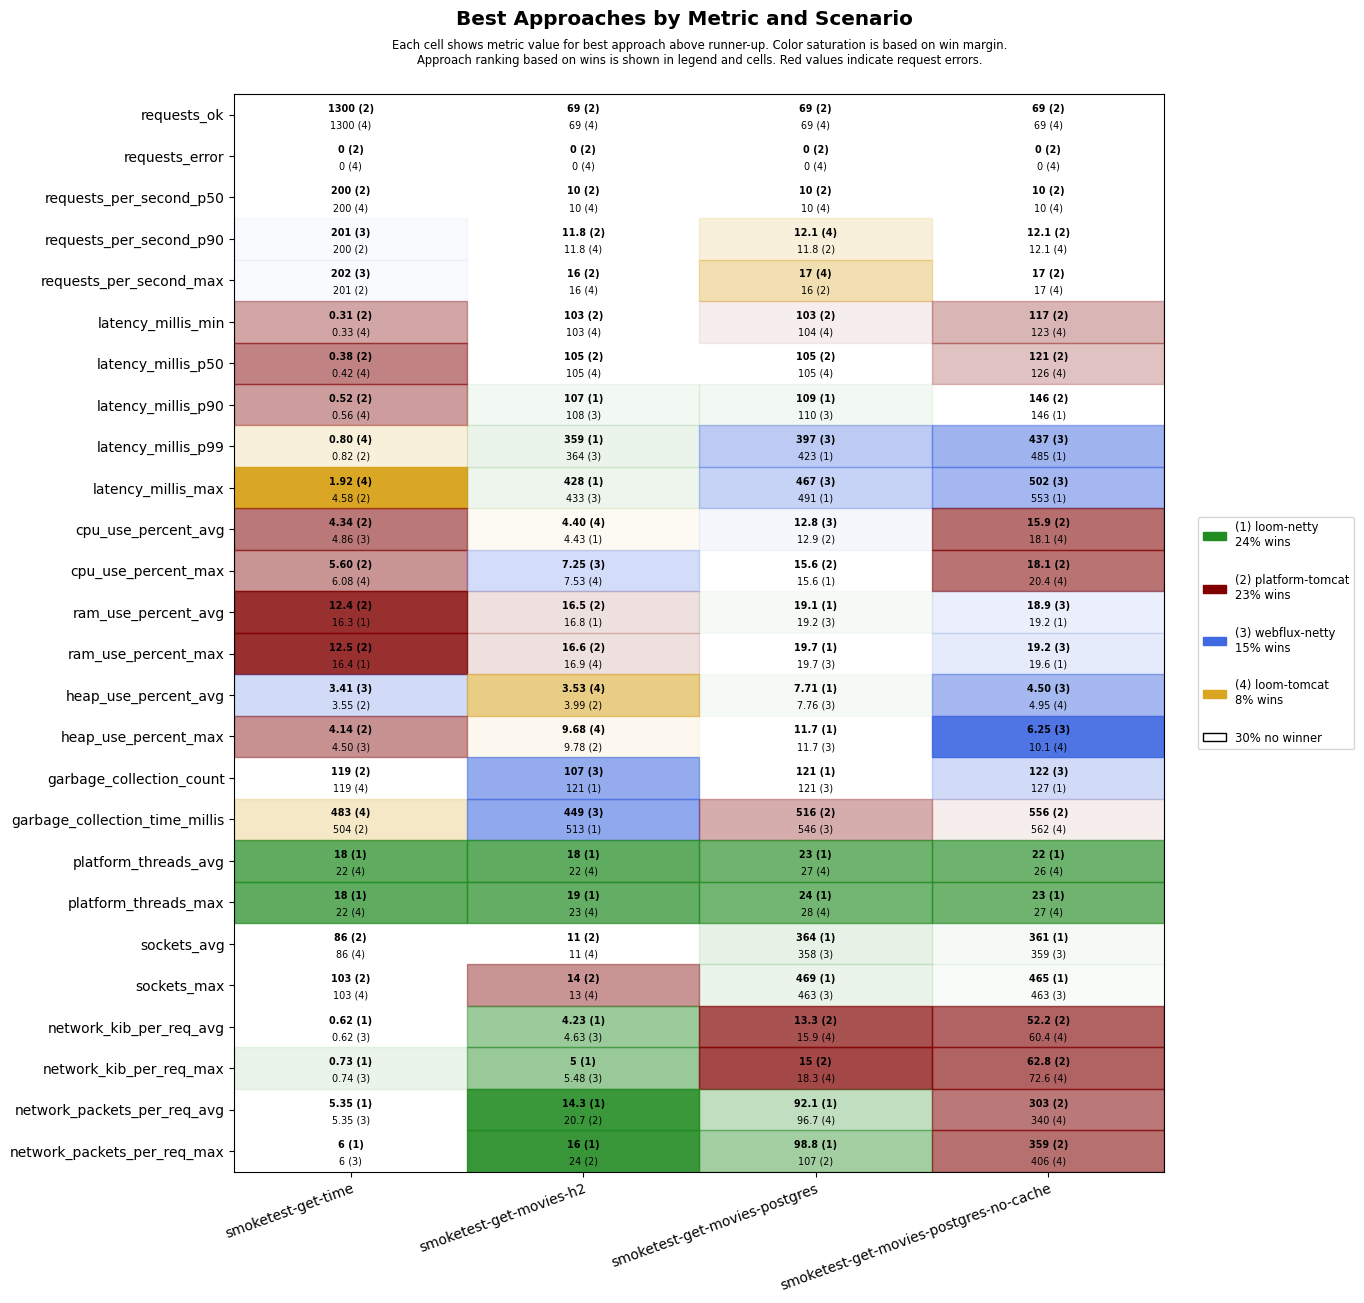 Best Approaches by Metric and Scenario
Each cell shows metric value for best approach above runner-up. Color saturation is based on win margin.
Approach ranking based on wins is shown in legend and cells. Red values indicate request errors.
requests_ok
1300 (2) 69 (2) 69 (2) 69 (2)
1300 (4) 69 (4) 69 (4) 69 (4)
requests_error
0 (2) 0 (2) 0 (2) 0 (2)
0 (4) 0 (4) 0 (4) 0 (4)
requests_per_second_p50
200 (2) 10 (2) 10 (2) 10 (2)
200 (4) 10 (4) 10 (4) 10 (4)
requests_per_second_p90
201 (3) 11.8 (2) 12.1 (4) 12.1 (2)
200 (2) 11.8 (4) 11.8 (2) 12.1 (4)
requests_per_second_max
202 (3) 16 (2) 17 (4) 17 (2)
201 (2) 16 (4) 16 (2) 17 (4)
latency_millis_min
0.31 (2) 103 (2) 103 (2) 117 (2)
0.33 (4) 103 (4) 104 (4) 123 (4)
latency_millis_p50
0.38 (2) 105 (2) 105 (2) 121 (2)
0.42 (4) 105 (4) 105 (4) 126 (4)
latency_millis_p90
0.52 (2) 107 (1) 109 (1) 146 (2)
0.56 (4) 108 (3) 110 (3) 146 (1)
latency_millis_p99
0.80 (4) 359 (1) 397 (3) 437 (3)
0.82 (2) 364 (3) 423 (1) 485 (1)
latency_millis_max
1.92 (4) 428 (1) 467 (3) 502 (3)
4.58 (2) 433 (3) 491 (1) 553 (1)
cpu_use_percent_avg
4.34 (2) 4.40 (4) 12.8 (3) 15.9 (2)
4.86 (3) 4.43 (1) 12.9 (2) 18.1 (4)
cpu_use_percent_max
5.60 (2) 7.25 (3) 15.6 (2) 18.1 (2)
6.08 (4) 7.53 (4) 15.6 (1) 20.4 (4)
ram_use_percent_avg
12.4 (2) 16.5 (2) 19.1 (1) 18.9 (3)
16.3 (1) 16.8 (1) 19.2 (3) 19.2 (1)
ram_use_percent_max
12.5 (2) 16.6 (2) 19.7 (1) 19.2 (3)
16.4 (1) 16.9 (4) 19.7 (3) 19.6 (1)
heap_use_percent_avg
3.41 (3) 3.53 (4) 7.71 (1) 4.50 (3)
3.55 (2) 3.99 (2) 7.76 (3) 4.95 (4)
heap_use_percent_max
4.14 (2) 9.68 (4) 11.7 (1) 6.25 (3)
4.50 (3) 9.78 (2) 11.7 (3) 10.1 (4)
garbage_collection_count
119 (2) 107 (3) 121 (1) 122 (3)
119 (4) 121 (1) 121 (3) 127 (1)
garbage_collection_time_millis
483 (4) 449 (3) 516 (2) 556 (2)
504 (2) 513 (1) 546 (3) 562 (4)
platform_threads_avg
18 (1) 18 (1) 23 (1) 22 (1)
22 (4) 22 (4) 27 (4) 26 (4)
platform_threads_max
18 (1) 19 (1) 24 (1) 23 (1)
22 (4) 23 (4) 28 (4) 27 (4)
sockets_avg
86 (2) 11 (2) 364 (1) 361 (1)
86 (4) 11 (4) 358 (3) 359 (3)
sockets_max
103 (2) 14 (2) 469 (1) 465 (1)
103 (4) 13 (4) 463 (3) 463 (3)
network_kib_per_req_avg
0.62 (1) 4.23 (1) 13.3 (2) 52.2 (2)
0.62 (3) 4.63 (3) 15.9 (4) 60.4 (4)
network_kib_per_req_max
0.73 (1) 5 (1) 15 (2) 62.8 (2)
0.74 (3) 5.48 (3) 18.3 (4) 72.6 (4)
network_packets_per_req_avg
5.35 (1) 14.3 (1) 92.1 (1) 303 (2)
5.35 (3) 20.7 (2) 96.7 (4) 340 (4)
network_packets_per_req_max
6 (1) 16 (1) 98.8 (1) 359 (2)
6 (3) 24 (2) 107 (2) 406 (4)
smoketest-get-time
smoketest-get-movies-h2
smoketest-get-movies-postgres
smoketest-get-movies-postgres-no-cache
(1) loom-netty
24% wins
(2) platform-tomcat
23% wins
(3) webflux-netty
15% wins
(4) loom-tomcat
8% wins
30% no winner